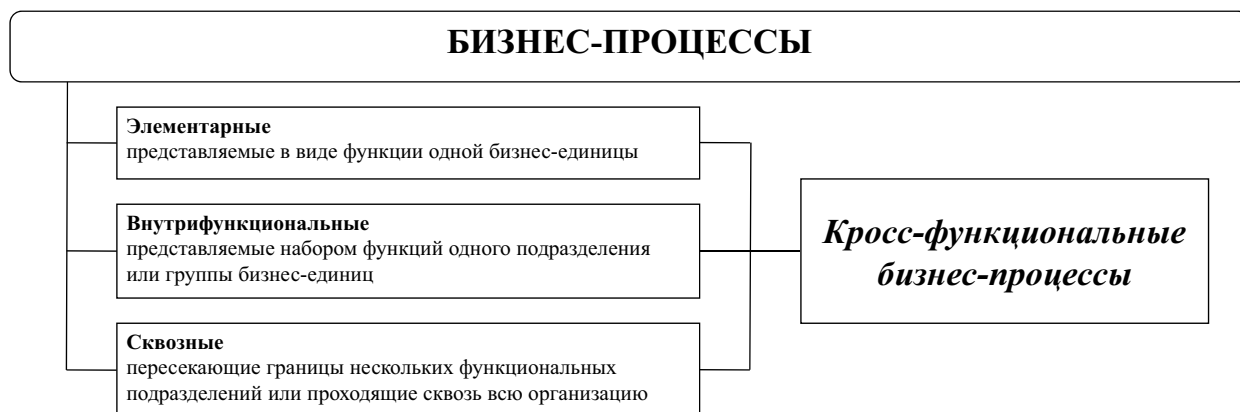 БИЗНЕС-ПРОЦЕССЫ
Элементарные
представляемые в виде функции одной бизнес-единицы
Внутрифункциональные
представляемые набором функций одного подразделения
или группы бизнес-единиц
Кросс-функциональные
бизнес-процессы
Сквозные
пересекающие границы нескольких функциональных
подразделений или проходящие сквозь всю организацию